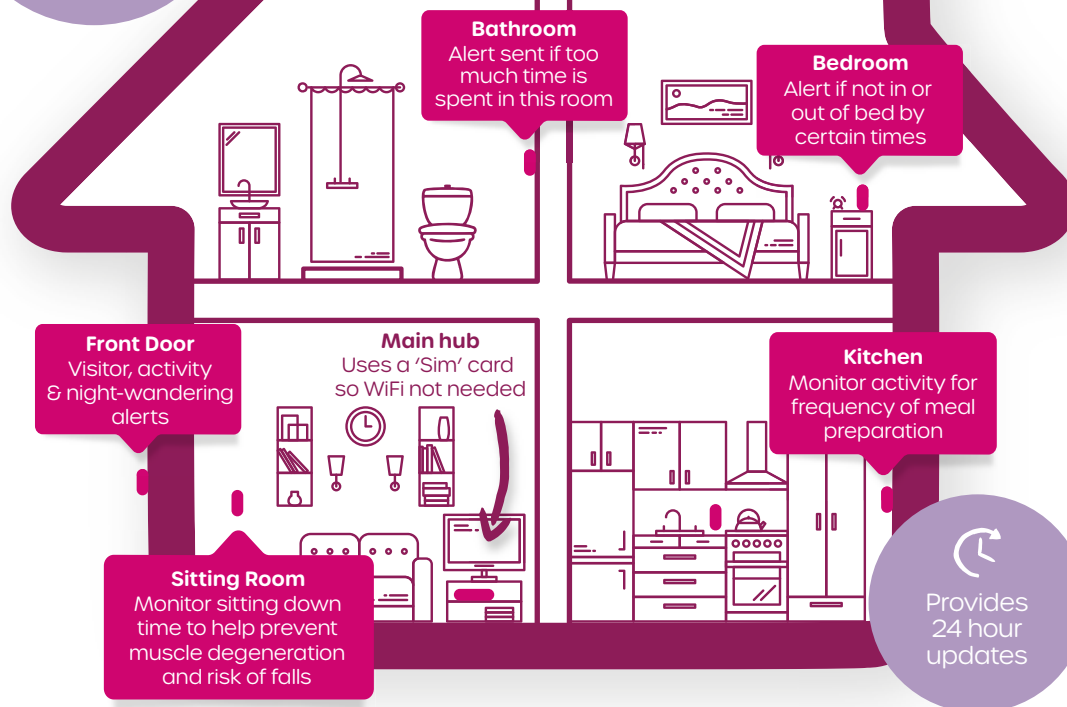 Bathroom
Alert sent if too
much time is
spent in this room
Bedroom
Alert if not in or
out of bed by
certain times
Front Door
Visitor, activity
& night-wandering
alerts
Main hub
Uses a ‘Sim’ card
so WiFi not needed
Kitchen
Monitor activity for
frequency of meal
preparation
Sitting Room
Monitor sitting down
time to help prevent
muscle degeneration
and risk of falls
Provides
24 hour
updates